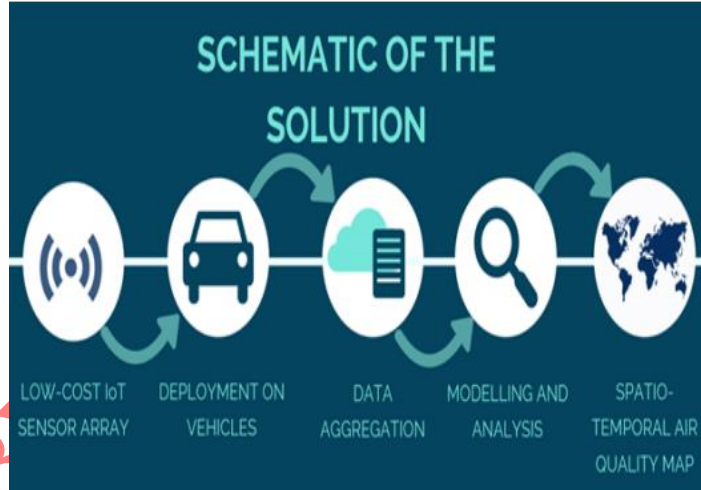 SCHEMATIC OF THE
SOLUTION
LOW-COST IoT
SENSOR ARRAY
DEPLOYMENT ON
VEHICLES
DATA
AGGREGATION
MODELLING AND
ANALYSIS
SPATIO-
TEMPORAL AIR
QUALITY MAP